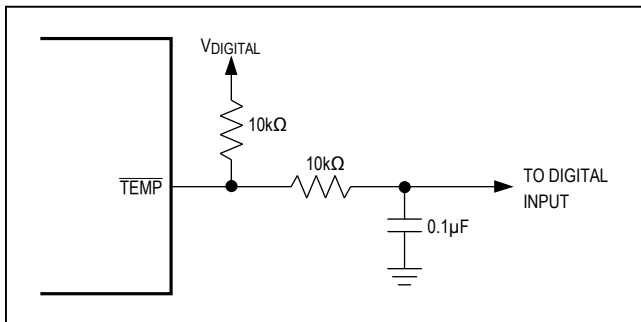 VDIGITAL
10kΩ
10kΩ
TEMP
TO DIGITAL
INPUT
0.1µF